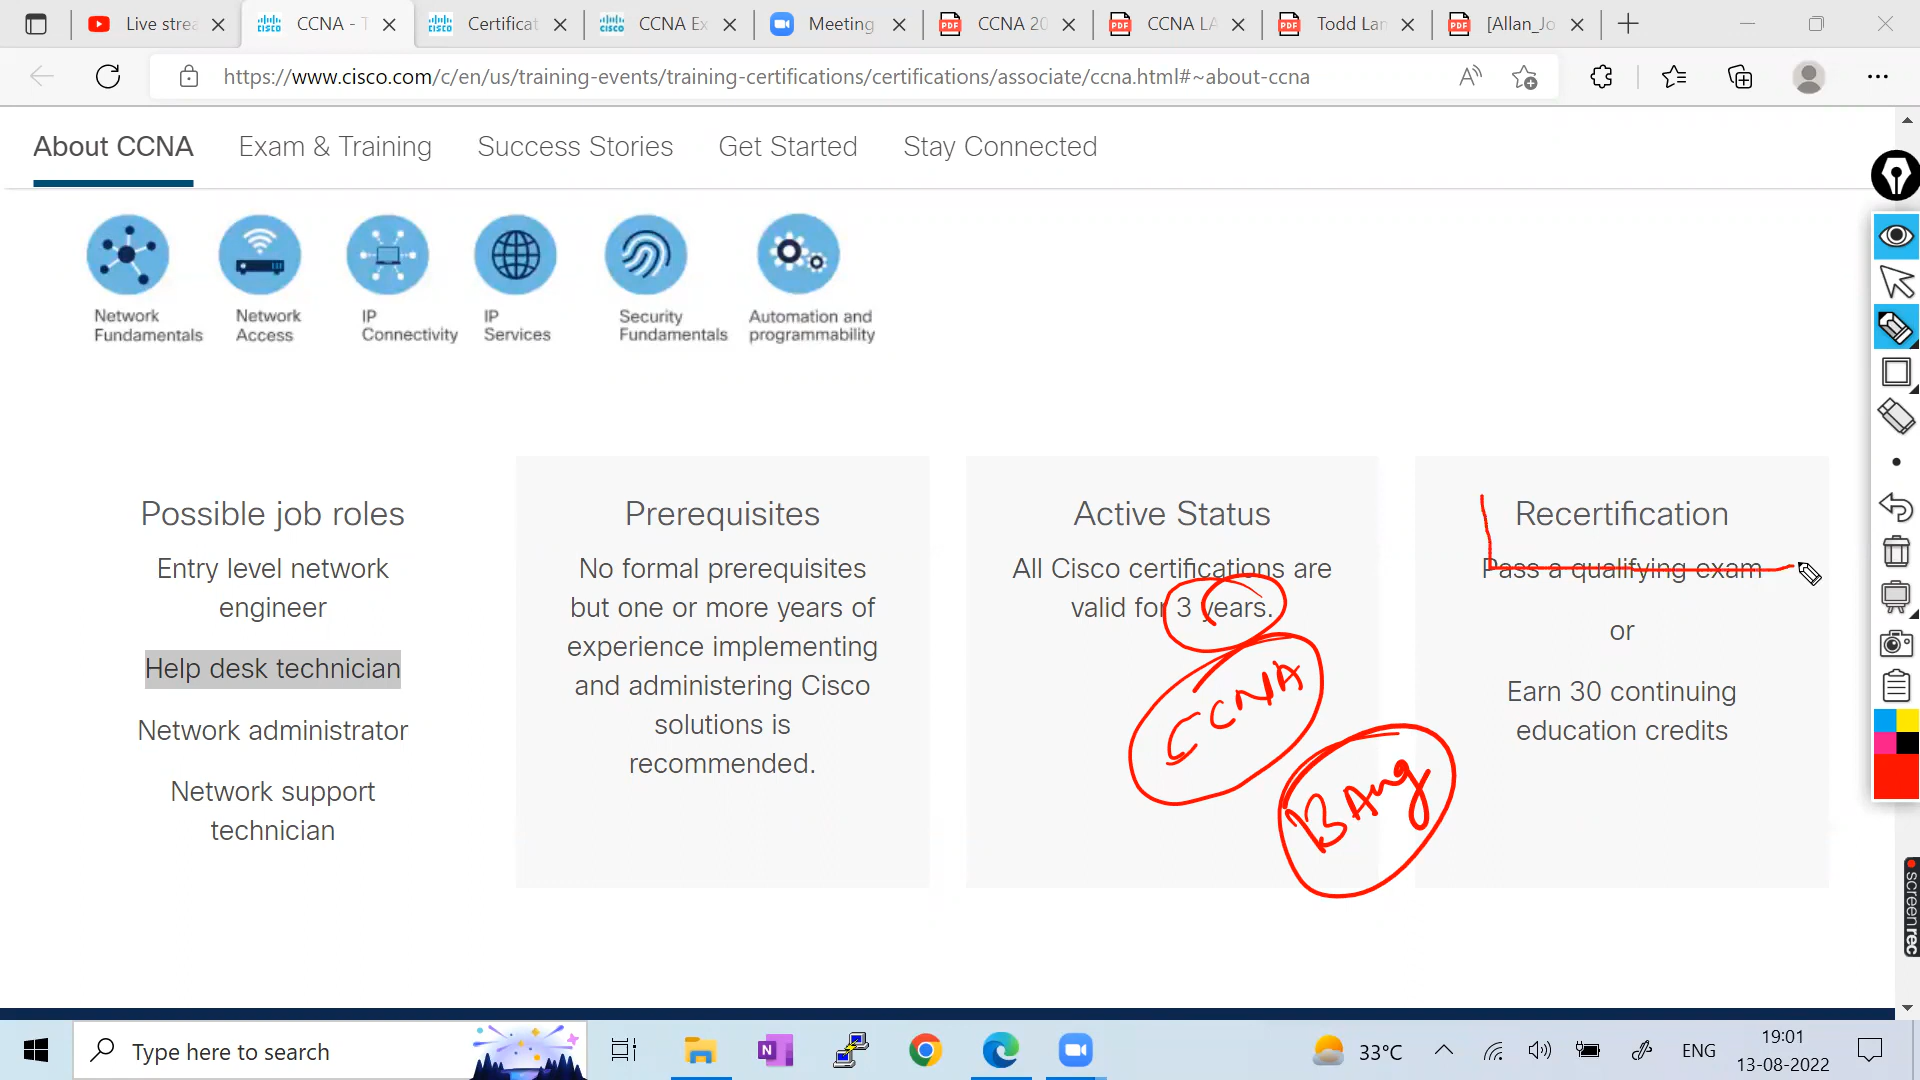 Live strea
CCNA - T
Certificat
CCNA Ex
Meeting
CCNA 20
CCNA LA
Todd Lan
[Allan_Jo
https://www.cisco.com/c/en/us/training-events/training-certifications/certifications/associate/ccna.html#~about-ccna
About CCNA
Exam & Training
Success Stories
Get Started
Stay Connected
Network
Fundamentals
Network
Access
IP
Connectivity
IP
Services
Security
Fundamentals
Automation and
programmability
Possible job roles
Entry level network
engineer
Help desk technician
Network administrator
Network support
technician
Prerequisites
No formal prerequisites
but one or more years of
experience implementing
and administering Cisco
solutions is
recommended.
Active Status
All Cisco certifications are
valid for 3 years.
CCNA
BAng
Recertification
Pass a qualifying exam
or
Earn 30 continuing
education credits
screenrec
Type here to search
33°C
ENG
19:01
13-08-2022